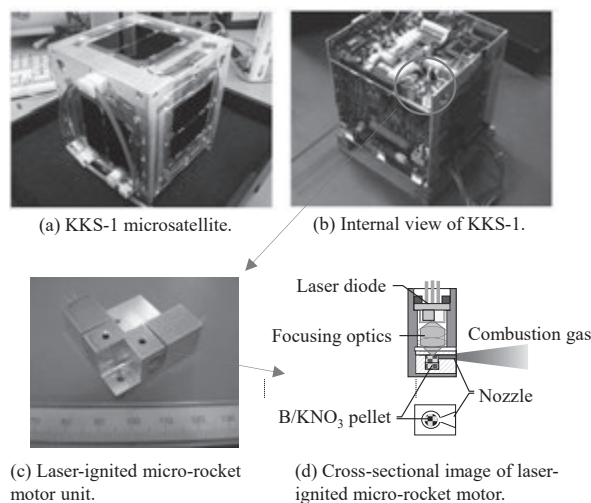 (a) KKS-1 microsatellite.
(b) Internal view of KKS-1.
Laser diode
Focusing optics
Combustion gas
B/KNO₃ pellet
Nozzle
(c) Laser-ignited micro-rocket
motor unit.
(d) Cross-sectional image of laser-
ignited micro-rocket motor.